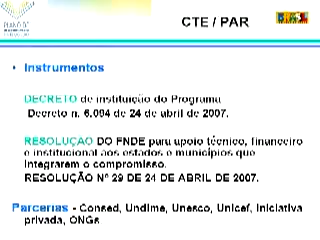 CTE / PAR
• Instrumentos
DECRETO de instituição do Programa
Decreto n. 6.094 de 24 de abril de 2007.
RESOLUÇÃO DO FNDE para apoio técnico, financeiro
e institucional aos estados e municípios que
integrarem o compromisso.
RESOLUÇÃO Nº 29 DE 24 DE ABRIL DE 2007.
Parcerias - Consed, Undime, Unesco, Unicef, iniciativa
privada, ONGs